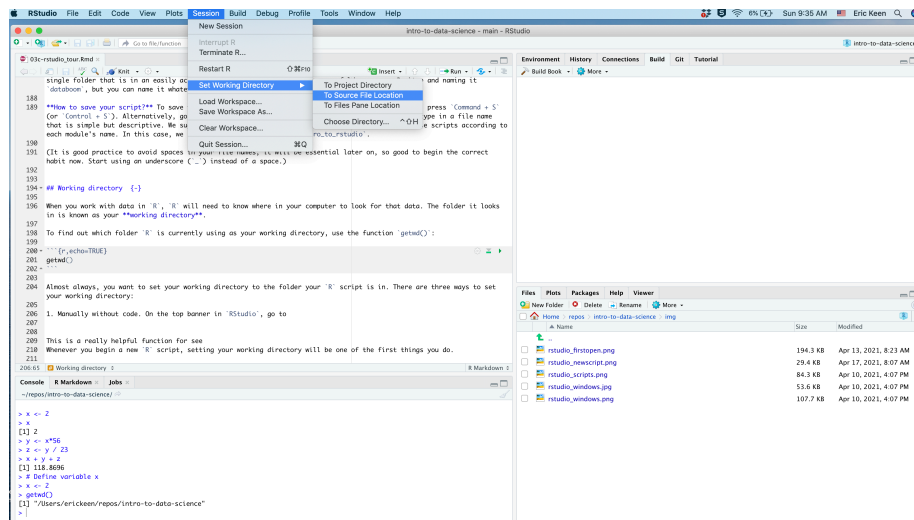 RStudio File Edit Code View Plots Session Build Debug Profile Tools Window Help 6% Sun 9:35 AM Eric Keen
intro-to-data-science - main - RStudio
New Session
Interrupt R
Terminate R...
Restart R ⇧⌘F10
Set Working Directory
Load Workspace...
Save Workspace As...
Clear Workspace...
Quit Session... ⌘Q
To Project Directory
To Source File Location
To Files Pane Location
Choose Directory... ^⇧H
Go to file/function
intro-to-data-science
03c-rstudio_tour.Rmd
Knit Insert Run
single folder that is in an easily ac and naming it
`databoom`, but you can name it whate
188
189 **How to save your script?** To save press `Command + S`
(or `Control + S`). Alternatively, go ype in a file name
that is simple but descriptive. We su e scripts according to
each module's name. In this case, we ro_to_rstudio`.
190
191 (It is good practice to avoid spaces in your file names; it will be essential later on, so good to begin the correct
habit now. Start using an underscore (`_`) instead of a space.)
192
193
194 ## Working directory {-}
195
196 When you work with data in `R`, `R` will need to know where in your computer to look for that data. The folder it looks
in is known as your **working directory**.
197
198 To find out which folder `R` is currently using as your working directory, use the function `getwd()`:
199
200 ```{r,echo=TRUE}
201 getwd()
202 ```
203
204 Almost always, you want to set your working directory to the folder your `R` script is in. There are three ways to set
your working directory:
205
206 1. Manually without code. On the top banner in `RStudio`, go to
207
208
209 This is a really helpful function for see
210 Whenever you begin a new `R` script, setting your working directory will be one of the first things you do.
211
206:65 Working directory R Markdown
Console R Markdown Jobs
~/repos/intro-to-data-science/
> x <- 2
> x
[1] 2
> y <- x*56
> z <- y / 23
> x + y + z
[1] 118.8696
> # Define variable x
> x <- 2
> getwd()
[1] "/Users/erickeen/repos/intro-to-data-science"
>
Environment History Connections Build Git Tutorial
Build Book More
Files Plots Packages Help Viewer
New Folder Delete Rename More
Home repos intro-to-data-science img
Name Size Modified
..
rstudio_firstopen.png 194.3 KB Apr 13, 2021, 8:23 AM
rstudio_newscript.png 29.4 KB Apr 17, 2021, 8:07 AM
rstudio_scripts.png 84.3 KB Apr 10, 2021, 4:07 PM
rstudio_windows.jpg 53.6 KB Apr 10, 2021, 4:07 PM
rstudio_windows.png 107.7 KB Apr 10, 2021, 4:07 PM